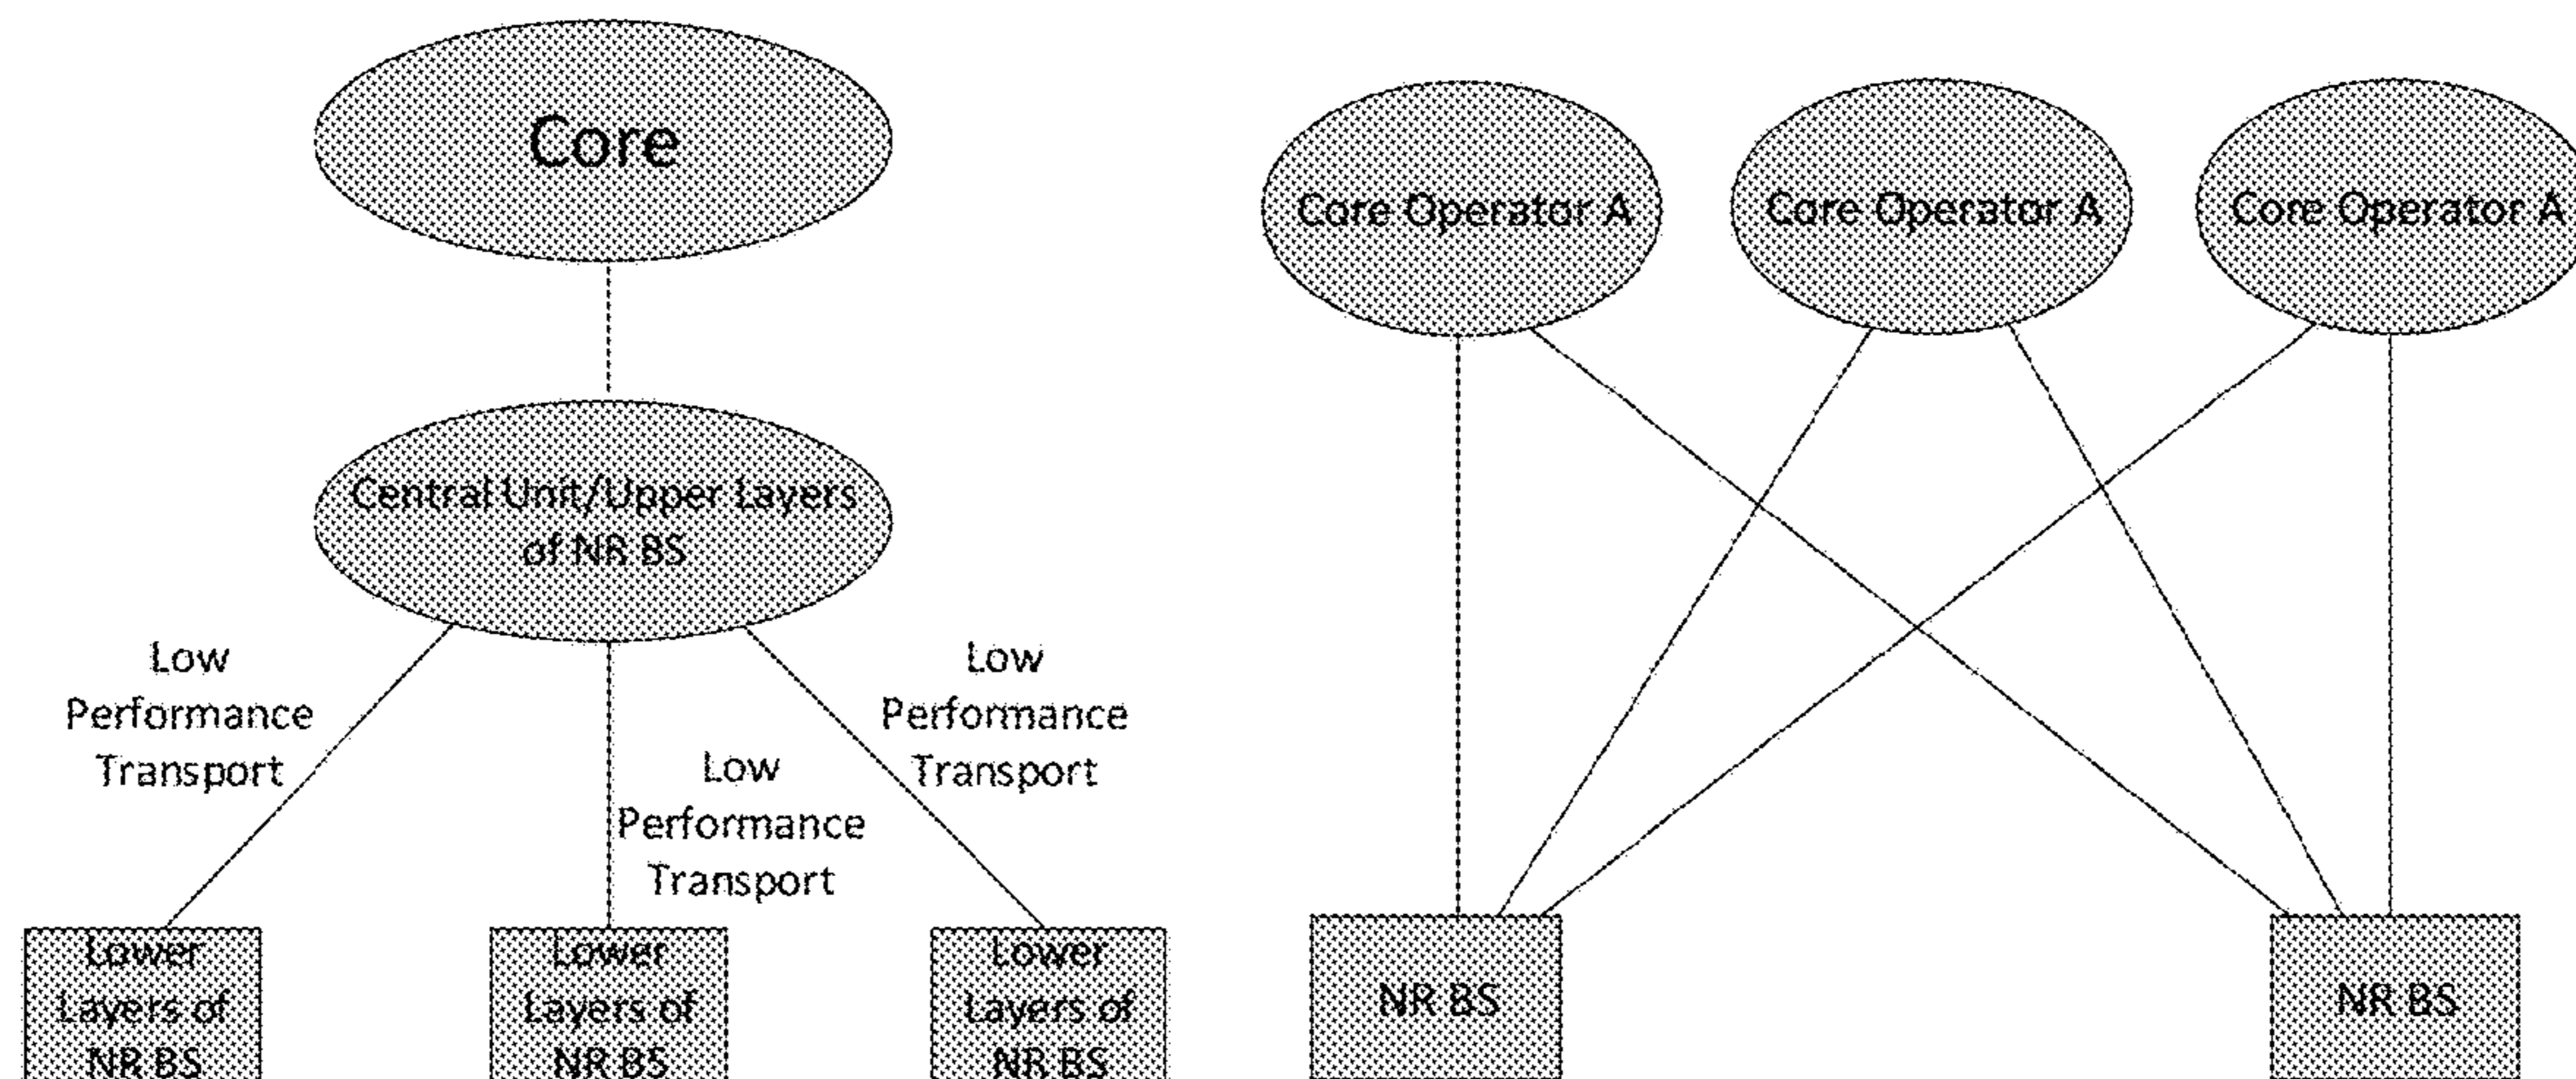 Core
Central Unit/Upper Layers
of NR BS
Low
Performance
Transport
Low
Performance
Transport
Low
Performance
Transport
Lower
Layers of
NR BS
Lower
Layers of
NR BS
Lower
Layers of
NR BS
Core Operator A
Core Operator A
Core Operator A
NR BS
NR BS